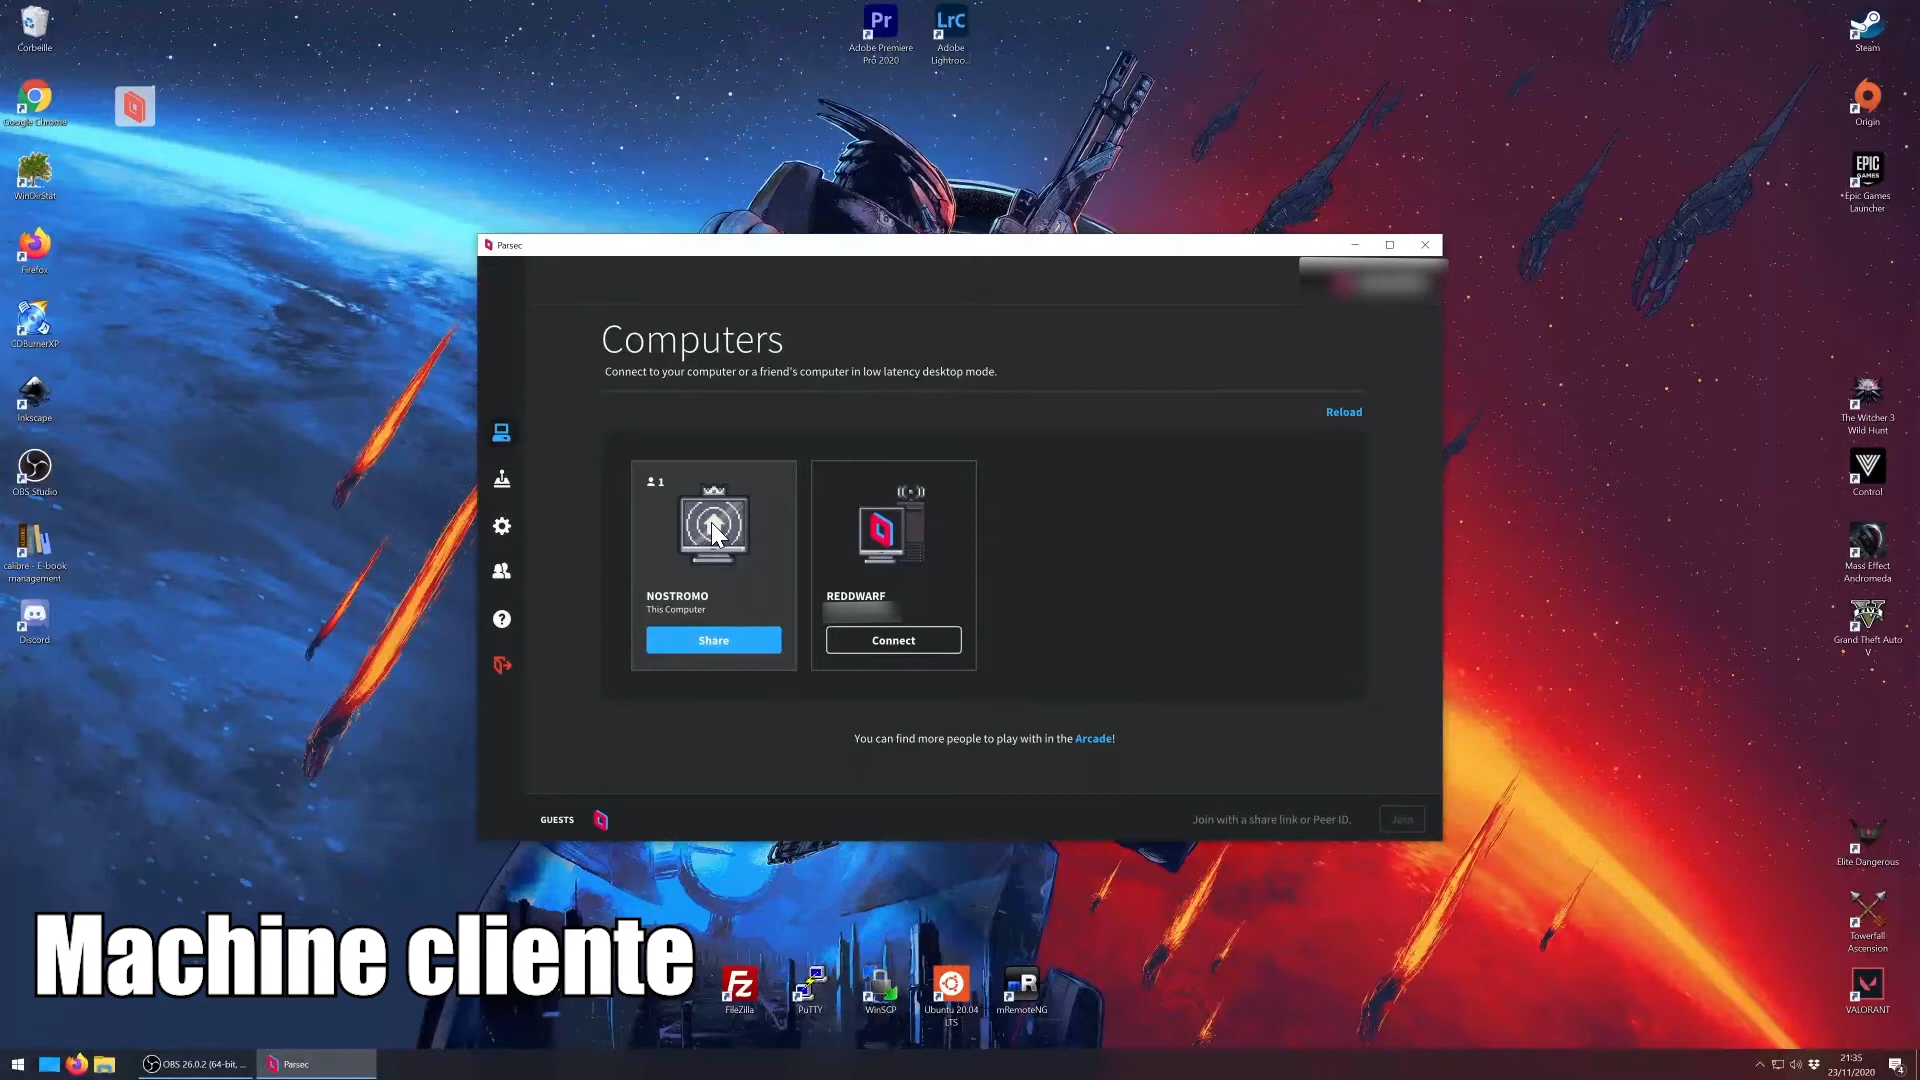 Corbeille
Google Chrome
WinDirStat
Firefox
CDBurnerXP
Inkscape
OBS Studio
calibre - E-book
management
Discord
Pr
Adobe Premiere
Pro 2020
LrC
Adobe
Lightroo...
Steam
Origin
EPIC
GAMES
Epic Games
Launcher
The Witcher 3
Wild Hunt
Control
Mass Effect
Andromeda
Grand Theft Auto
V
Elite Dangerous
Towerfall
Ascension
VALORANT
Parsec
Computers
Connect to your computer or a friend's computer in low latency desktop mode.
Reload
1
NOSTROMO
This Computer
Share
REDDWARF
Connect
You can find more people to play with in the Arcade!
GUESTS
Join with a share link or Peer ID.
Join
Machine cliente
FileZilla
PuTTY
WinSCP
Ubuntu 20.04
LTS
mRemoteNG
OBS 26.0.2 (64-bit, ...
Parsec
21:35
23/11/2020
4